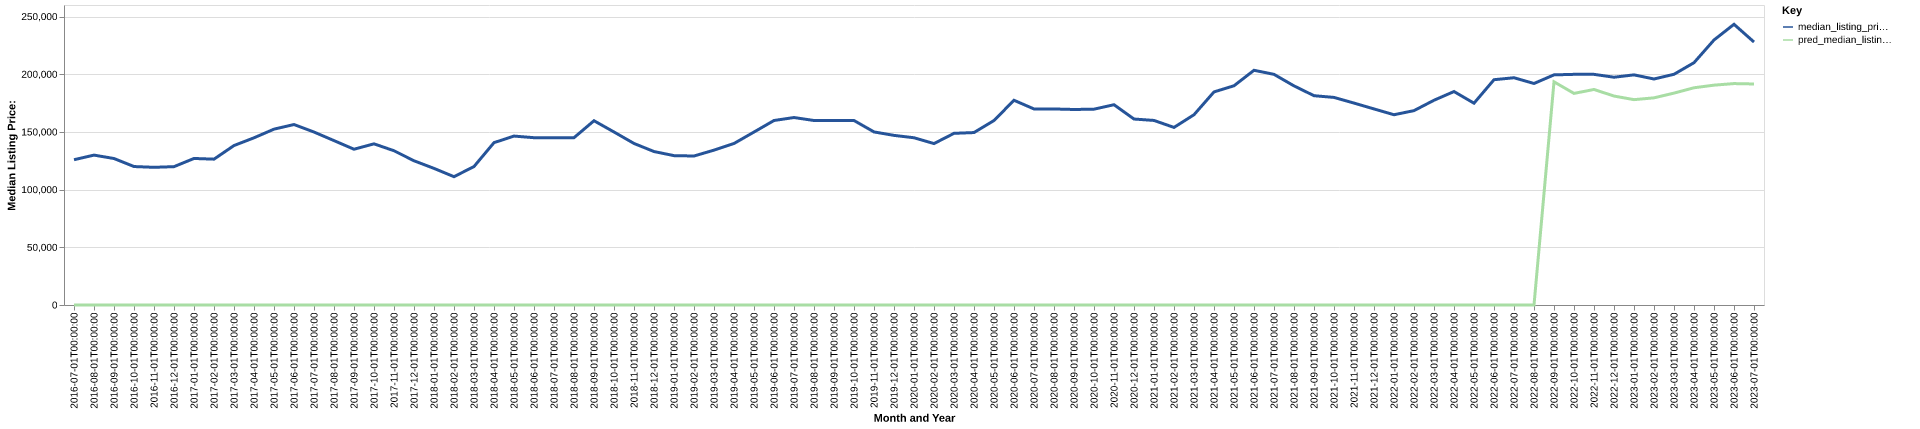 Median Listing Price:
250,000
200,000
150,000
100,000
50,000
0
2016-07-01T00:00:00
2016-08-01T00:00:00
2016-09-01T00:00:00
2016-10-01T00:00:00
2016-11-01T00:00:00
2016-12-01T00:00:00
2017-01-01T00:00:00
2017-02-01T00:00:00
2017-03-01T00:00:00
2017-04-01T00:00:00
2017-05-01T00:00:00
2017-06-01T00:00:00
2017-07-01T00:00:00
2017-08-01T00:00:00
2017-09-01T00:00:00
2017-10-01T00:00:00
2017-11-01T00:00:00
2017-12-01T00:00:00
2018-01-01T00:00:00
2018-02-01T00:00:00
2018-03-01T00:00:00
2018-04-01T00:00:00
2018-05-01T00:00:00
2018-06-01T00:00:00
2018-07-01T00:00:00
2018-08-01T00:00:00
2018-09-01T00:00:00
2018-10-01T00:00:00
2018-11-01T00:00:00
2018-12-01T00:00:00
2019-01-01T00:00:00
2019-02-01T00:00:00
2019-03-01T00:00:00
2019-04-01T00:00:00
2019-05-01T00:00:00
2019-06-01T00:00:00
2019-07-01T00:00:00
2019-08-01T00:00:00
2019-09-01T00:00:00
2019-10-01T00:00:00
2019-11-01T00:00:00
2019-12-01T00:00:00
2020-01-01T00:00:00
2020-02-01T00:00:00
2020-03-01T00:00:00
2020-04-01T00:00:00
2020-05-01T00:00:00
2020-06-01T00:00:00
2020-07-01T00:00:00
2020-08-01T00:00:00
2020-09-01T00:00:00
2020-10-01T00:00:00
2020-11-01T00:00:00
2020-12-01T00:00:00
2021-01-01T00:00:00
2021-02-01T00:00:00
2021-03-01T00:00:00
2021-04-01T00:00:00
2021-05-01T00:00:00
2021-06-01T00:00:00
2021-07-01T00:00:00
2021-08-01T00:00:00
2021-09-01T00:00:00
2021-10-01T00:00:00
2021-11-01T00:00:00
2021-12-01T00:00:00
2022-01-01T00:00:00
2022-02-01T00:00:00
2022-03-01T00:00:00
2022-04-01T00:00:00
2022-05-01T00:00:00
2022-06-01T00:00:00
2022-07-01T00:00:00
2022-08-01T00:00:00
2022-09-01T00:00:00
2022-10-01T00:00:00
2022-11-01T00:00:00
2022-12-01T00:00:00
2023-01-01T00:00:00
2023-02-01T00:00:00
2023-03-01T00:00:00
2023-04-01T00:00:00
2023-05-01T00:00:00
2023-06-01T00:00:00
2023-07-01T00:00:00
Month and Year
Key
median_listing_pri…
pred_median_listin…